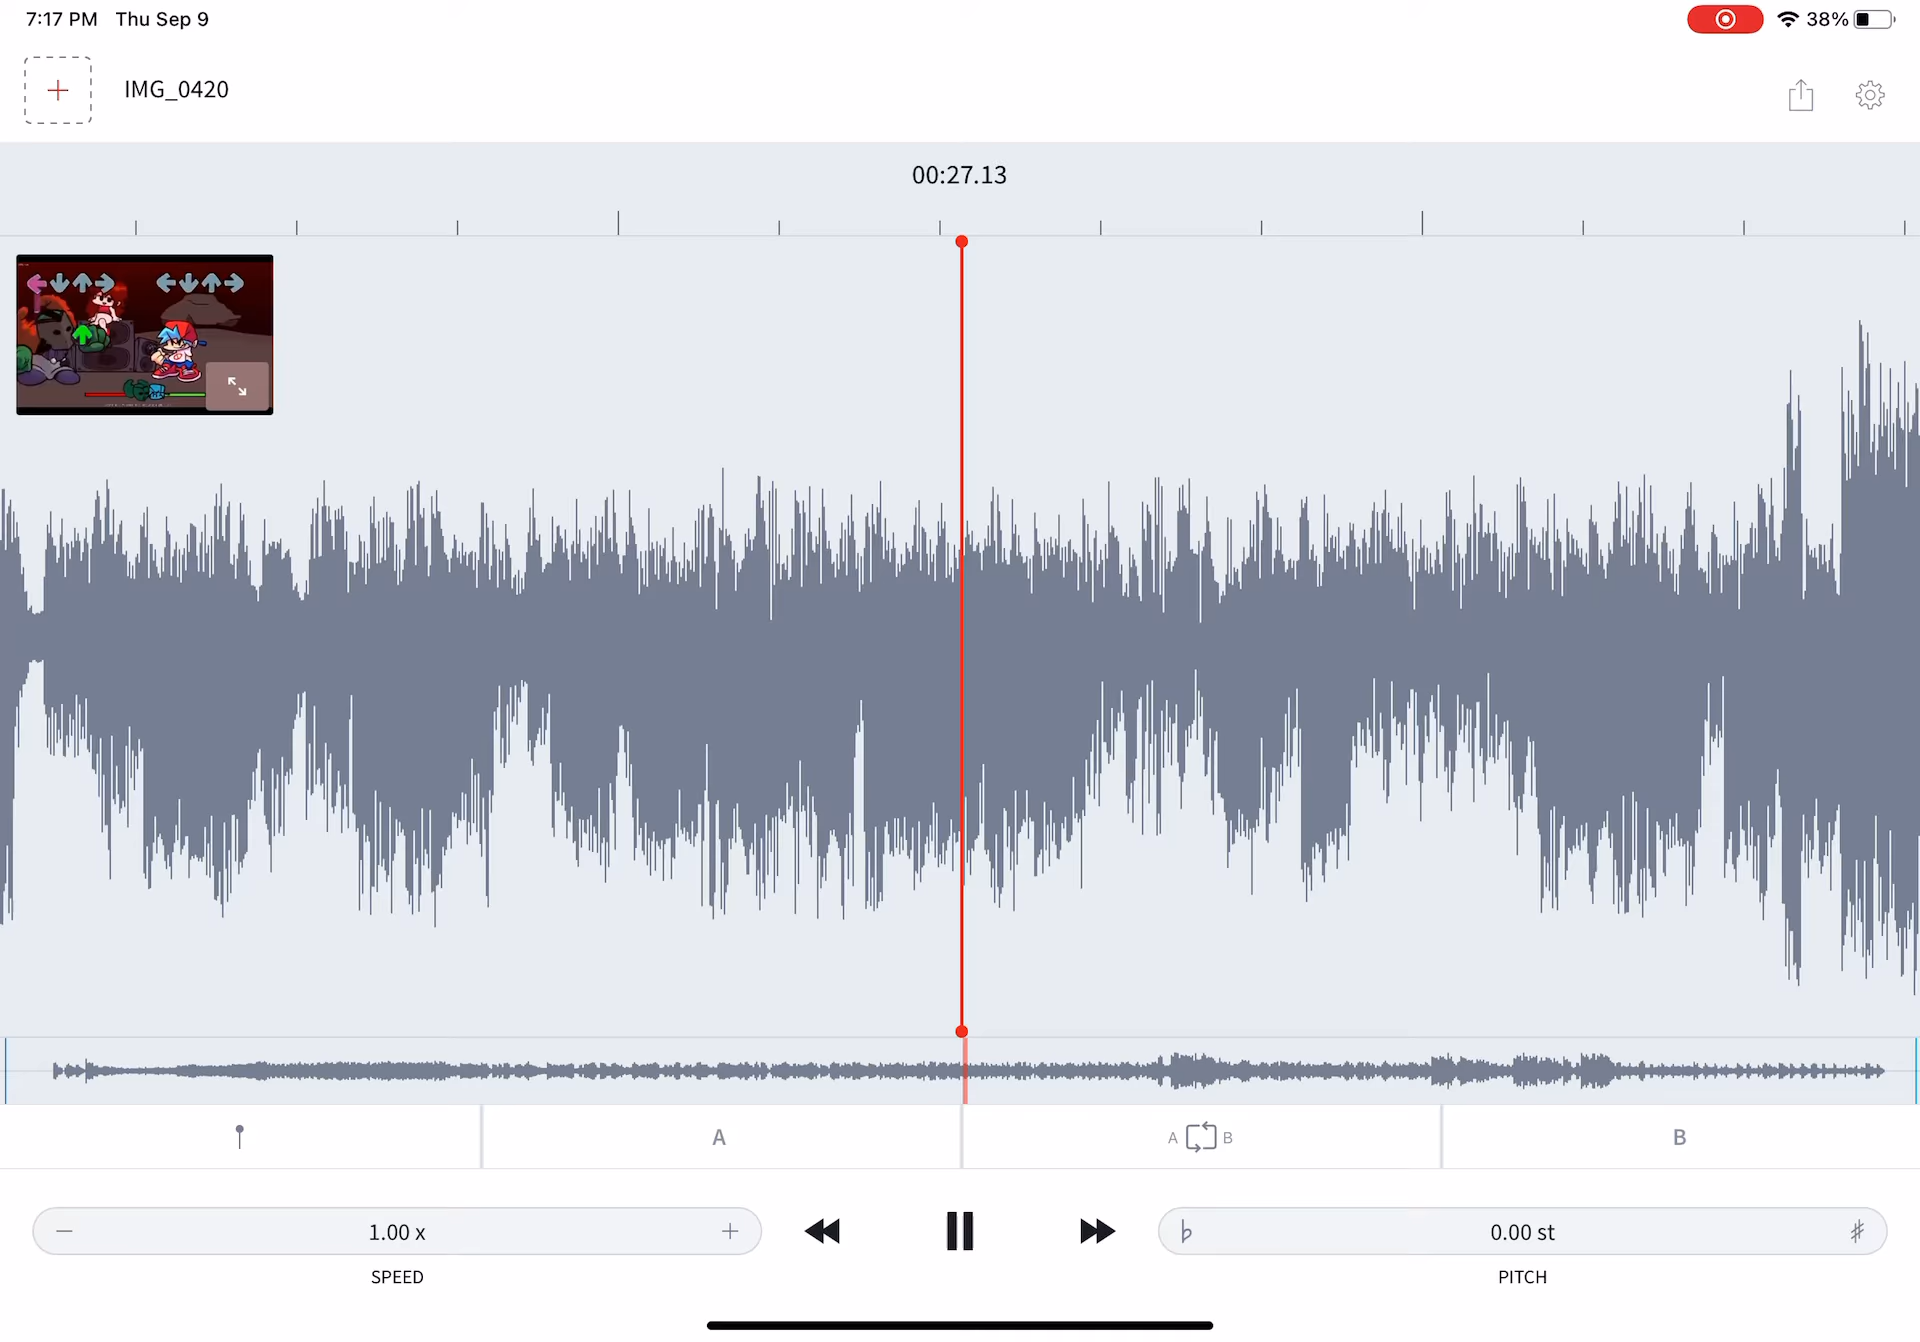 7:17 PM Thu Sep 9
38%
IMG_0420
00:27.13
A
A B
B
1.00 x
0.00 st
SPEED
PITCH